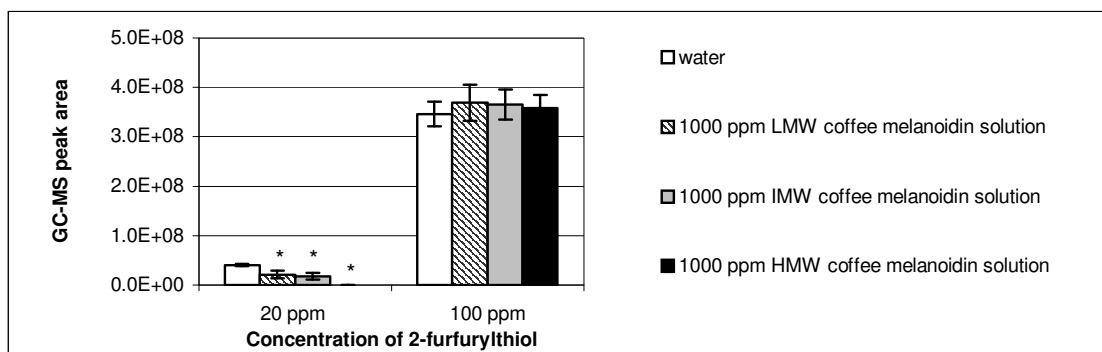 5.0E+08
4.0E+08
3.0E+08
2.0E+08
1.0E+08
0.0E+00
GC-MS peak area
* * *
20 ppm 100 ppm
Concentration of 2-furfurylthiol
water
1000 ppm LMW coffee melanoidin solution
1000 ppm IMW coffee melanoidin solution
1000 ppm HMW coffee melanoidin solution